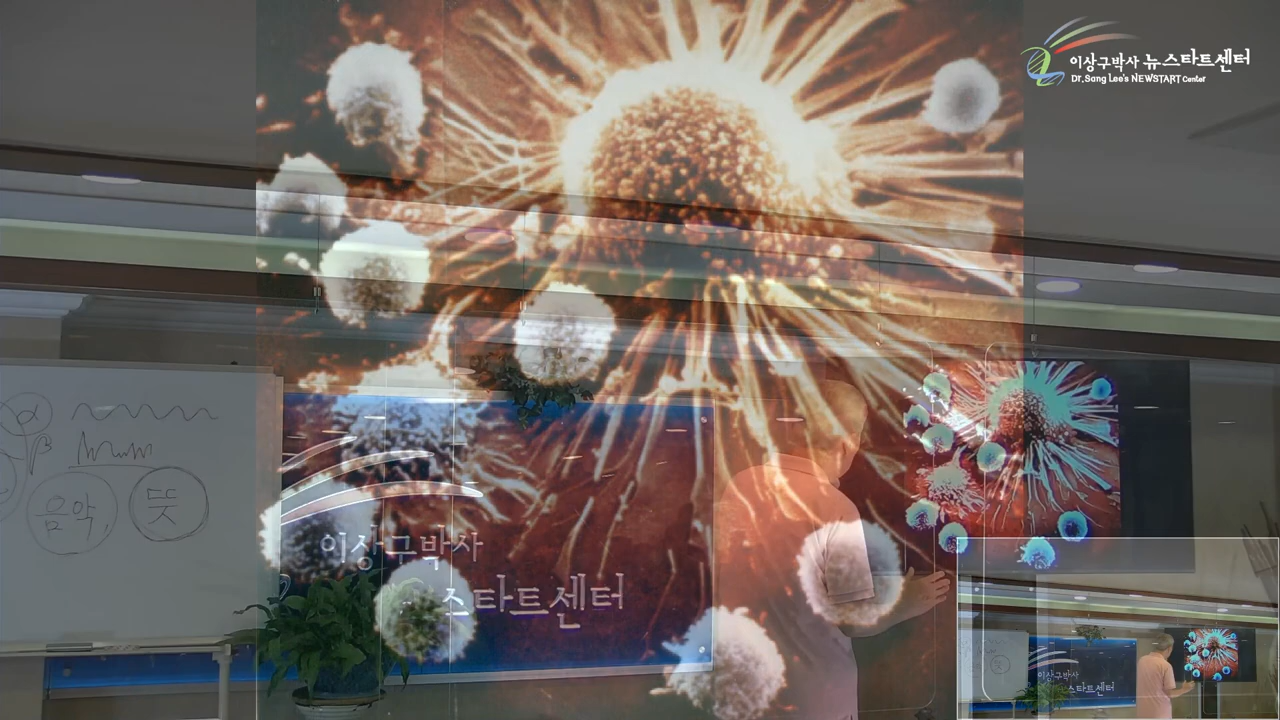 이상구박사 뉴스타트센터
Dr. Sang Lee's NEWSTART Center
α
β
음악,
뜻
이상구박사
스타트센터
이상구박사
스타트센터